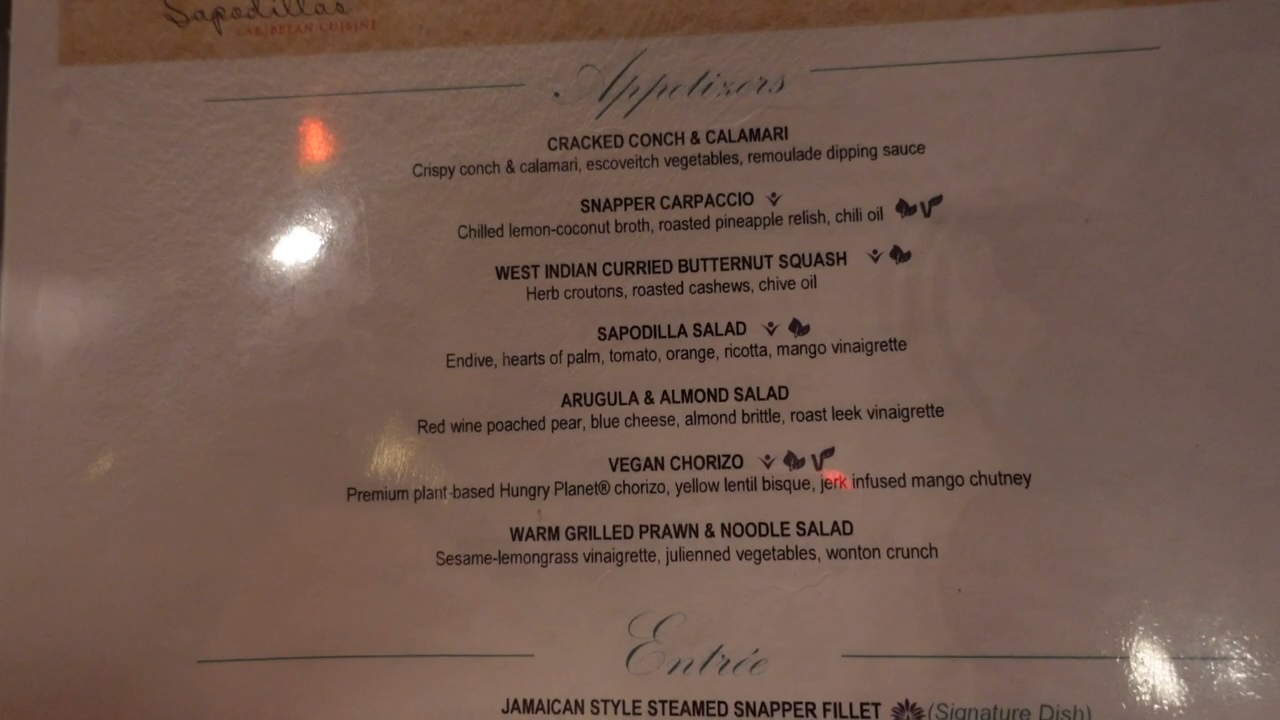 Sapodillas
CARIBBEAN CUISINE
Appetizers
CRACKED CONCH & CALAMARI
Crispy conch & calamari, escoveitch vegetables, remoulade dipping sauce
SNAPPER CARPACCIO
Chilled lemon-coconut broth, roasted pineapple relish, chili oil
WEST INDIAN CURRIED BUTTERNUT SQUASH
Herb croutons, roasted cashews, chive oil
SAPODILLA SALAD
Endive, hearts of palm, tomato, orange, ricotta, mango vinaigrette
ARUGULA & ALMOND SALAD
Red wine poached pear, blue cheese, almond brittle, roast leek vinaigrette
VEGAN CHORIZO
Premium plant-based Hungry Planet® chorizo, yellow lentil bisque, jerk infused mango chutney
WARM GRILLED PRAWN & NOODLE SALAD
Sesame-lemongrass vinaigrette, julienned vegetables, wonton crunch
Entrée
JAMAICAN STYLE STEAMED SNAPPER FILLET (Signature Dish)